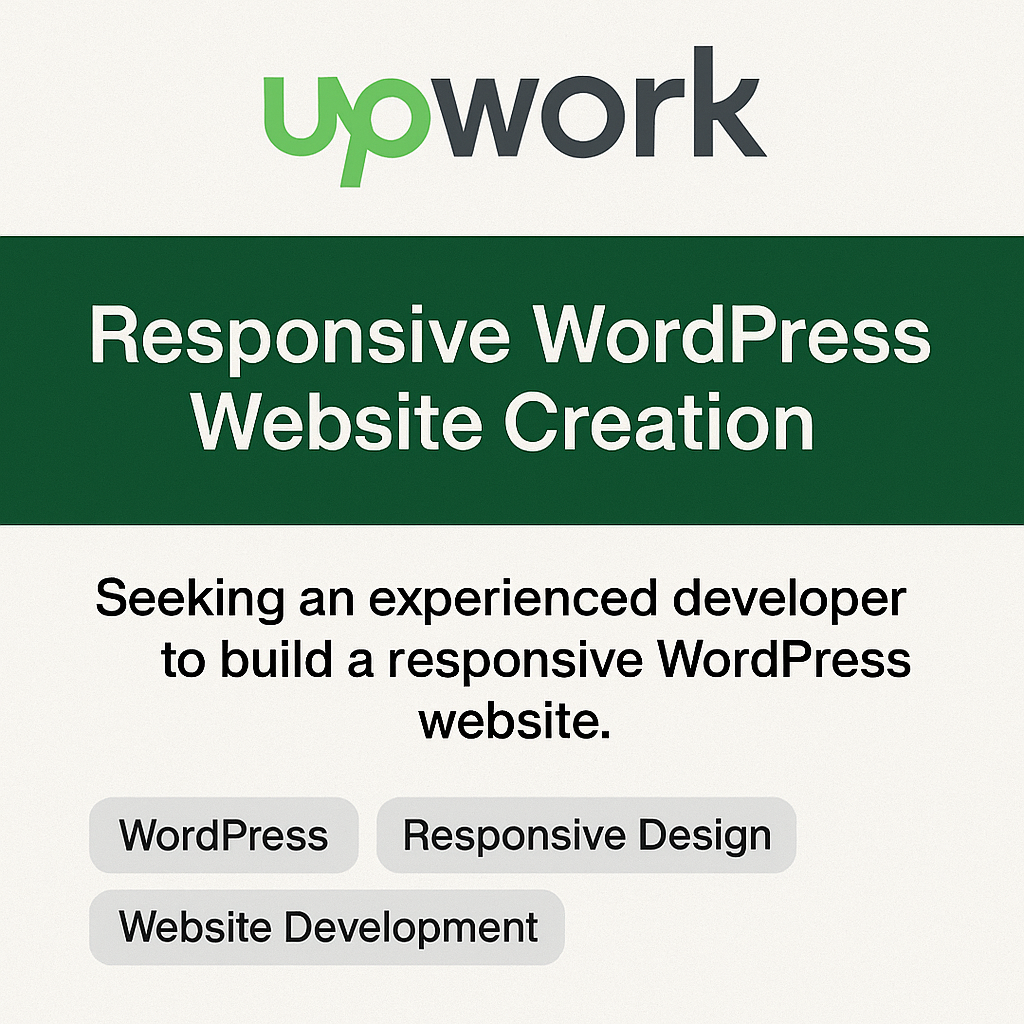 upwork
Responsive WordPress
Website Creation
Seeking an experienced developer
to build a responsive WordPress
website.
WordPress
Responsive Design
Website Development